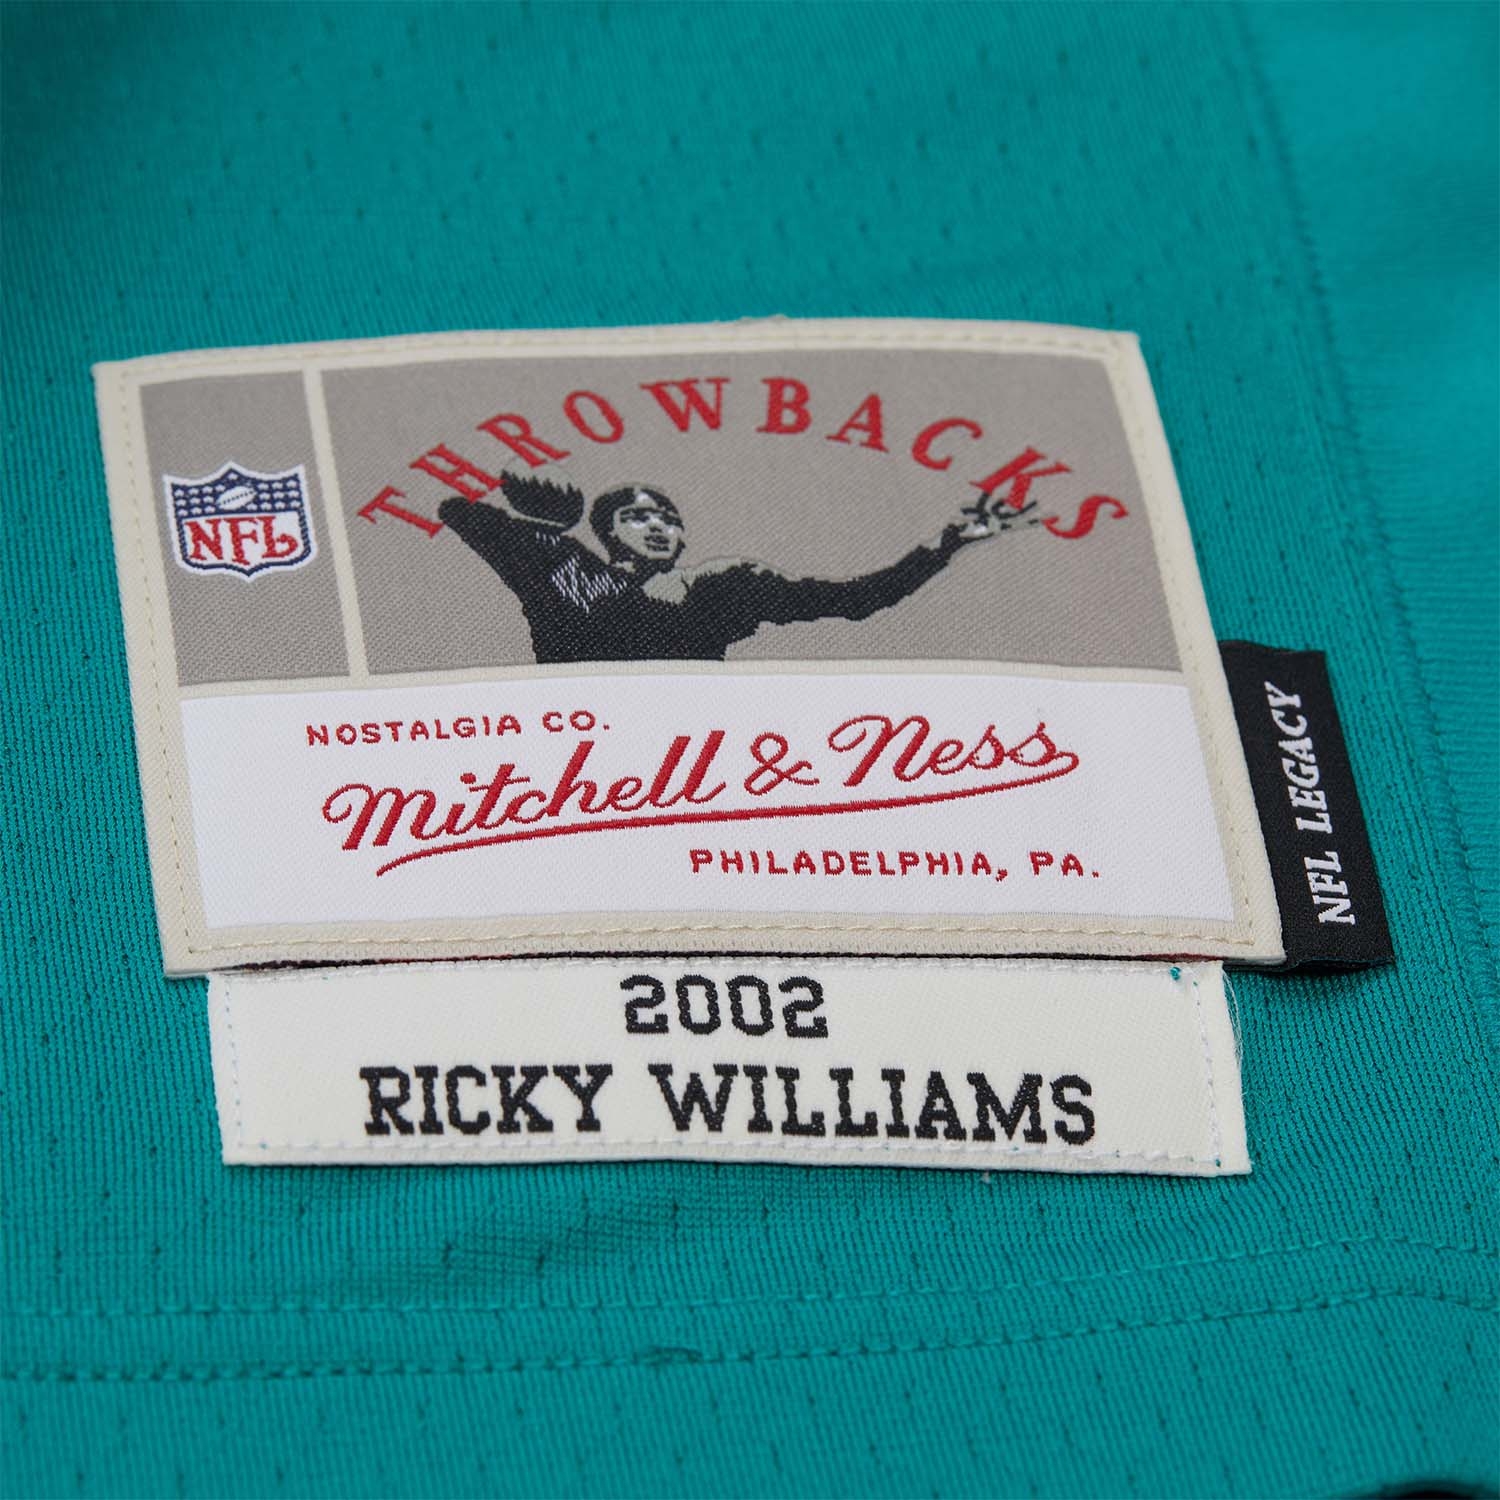 THROWBACKS
NFL
NOSTALGIA CO.
Mitchell & Ness
PHILADELPHIA, PA.
NFL LEGACY
2002
RICKY WILLIAMS